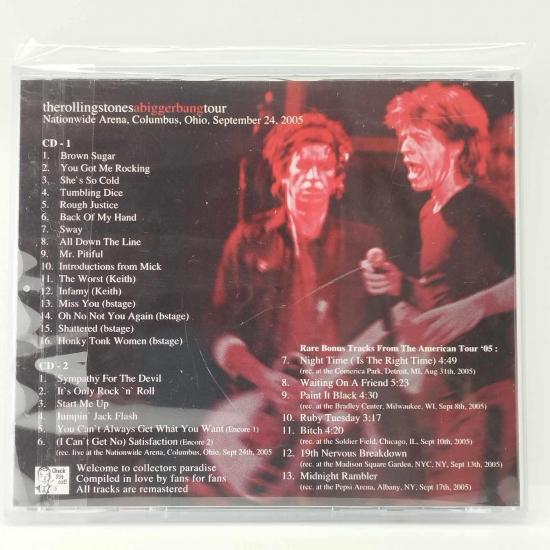 therollingstonesabiggerbangtour
Nationwide Arena, Columbus, Ohio, September 24, 2005
CD - 1
1. Brown Sugar
2. You Got Me Rocking
3. She`s So Cold
4. Tumbling Dice
5. Rough Justice
6. Back Of My Hand
7. Sway
8. All Down The Line
9. Mr. Pitiful
10. Introductions from Mick
11. The Worst (Keith)
12. Infamy (Keith)
13. Miss You (bstage)
14. Oh No Not You Again (bstage)
15. Shattered (bstage)
16. Honky Tonk Women (bstage)
CD - 2
1. Sympathy For The Devil
2. It`s Only Rock `n` Roll
3. Start Me Up
4. Jumpin` Jack Flash
5. You Can`t Always Get What You Want (Encore 1)
6. (I Can`t Get No) Satisfaction (Encore 2)
(rec. live at the Nationwide Arena, Columbus, Ohio, Sept 24th, 2005
Rare Bonus Tracks From The American Tour `05 :
7. Night Time ( Is The Right Time) 4:49
(rec. at the Comerica Park, Detroit, MI, Aug 31th, 2005)
8. Waiting On A Friend 5:23
9. Paint It Black 4:30
(rec. at the Bradley Center, Milwaukee, WI, Sept 8th, 2005)
10. Ruby Tuesday 3:17
11. Bitch 4:20
(rec. at the Soldier Field, Chicago, IL, Sept 10th, 2005)
12. 19th Nervous Breakdown
(rec. at the Madison Square Garden, NYC, NY, Sept 13th, 2005)
13. Midnight Rambler
(rec. at the Pepsi Arena, Albany, NY, Sept 17th, 2005)
Check this out!
Welcome to collectors paradise
Compiled in love by fans for fans
All tracks are remastered